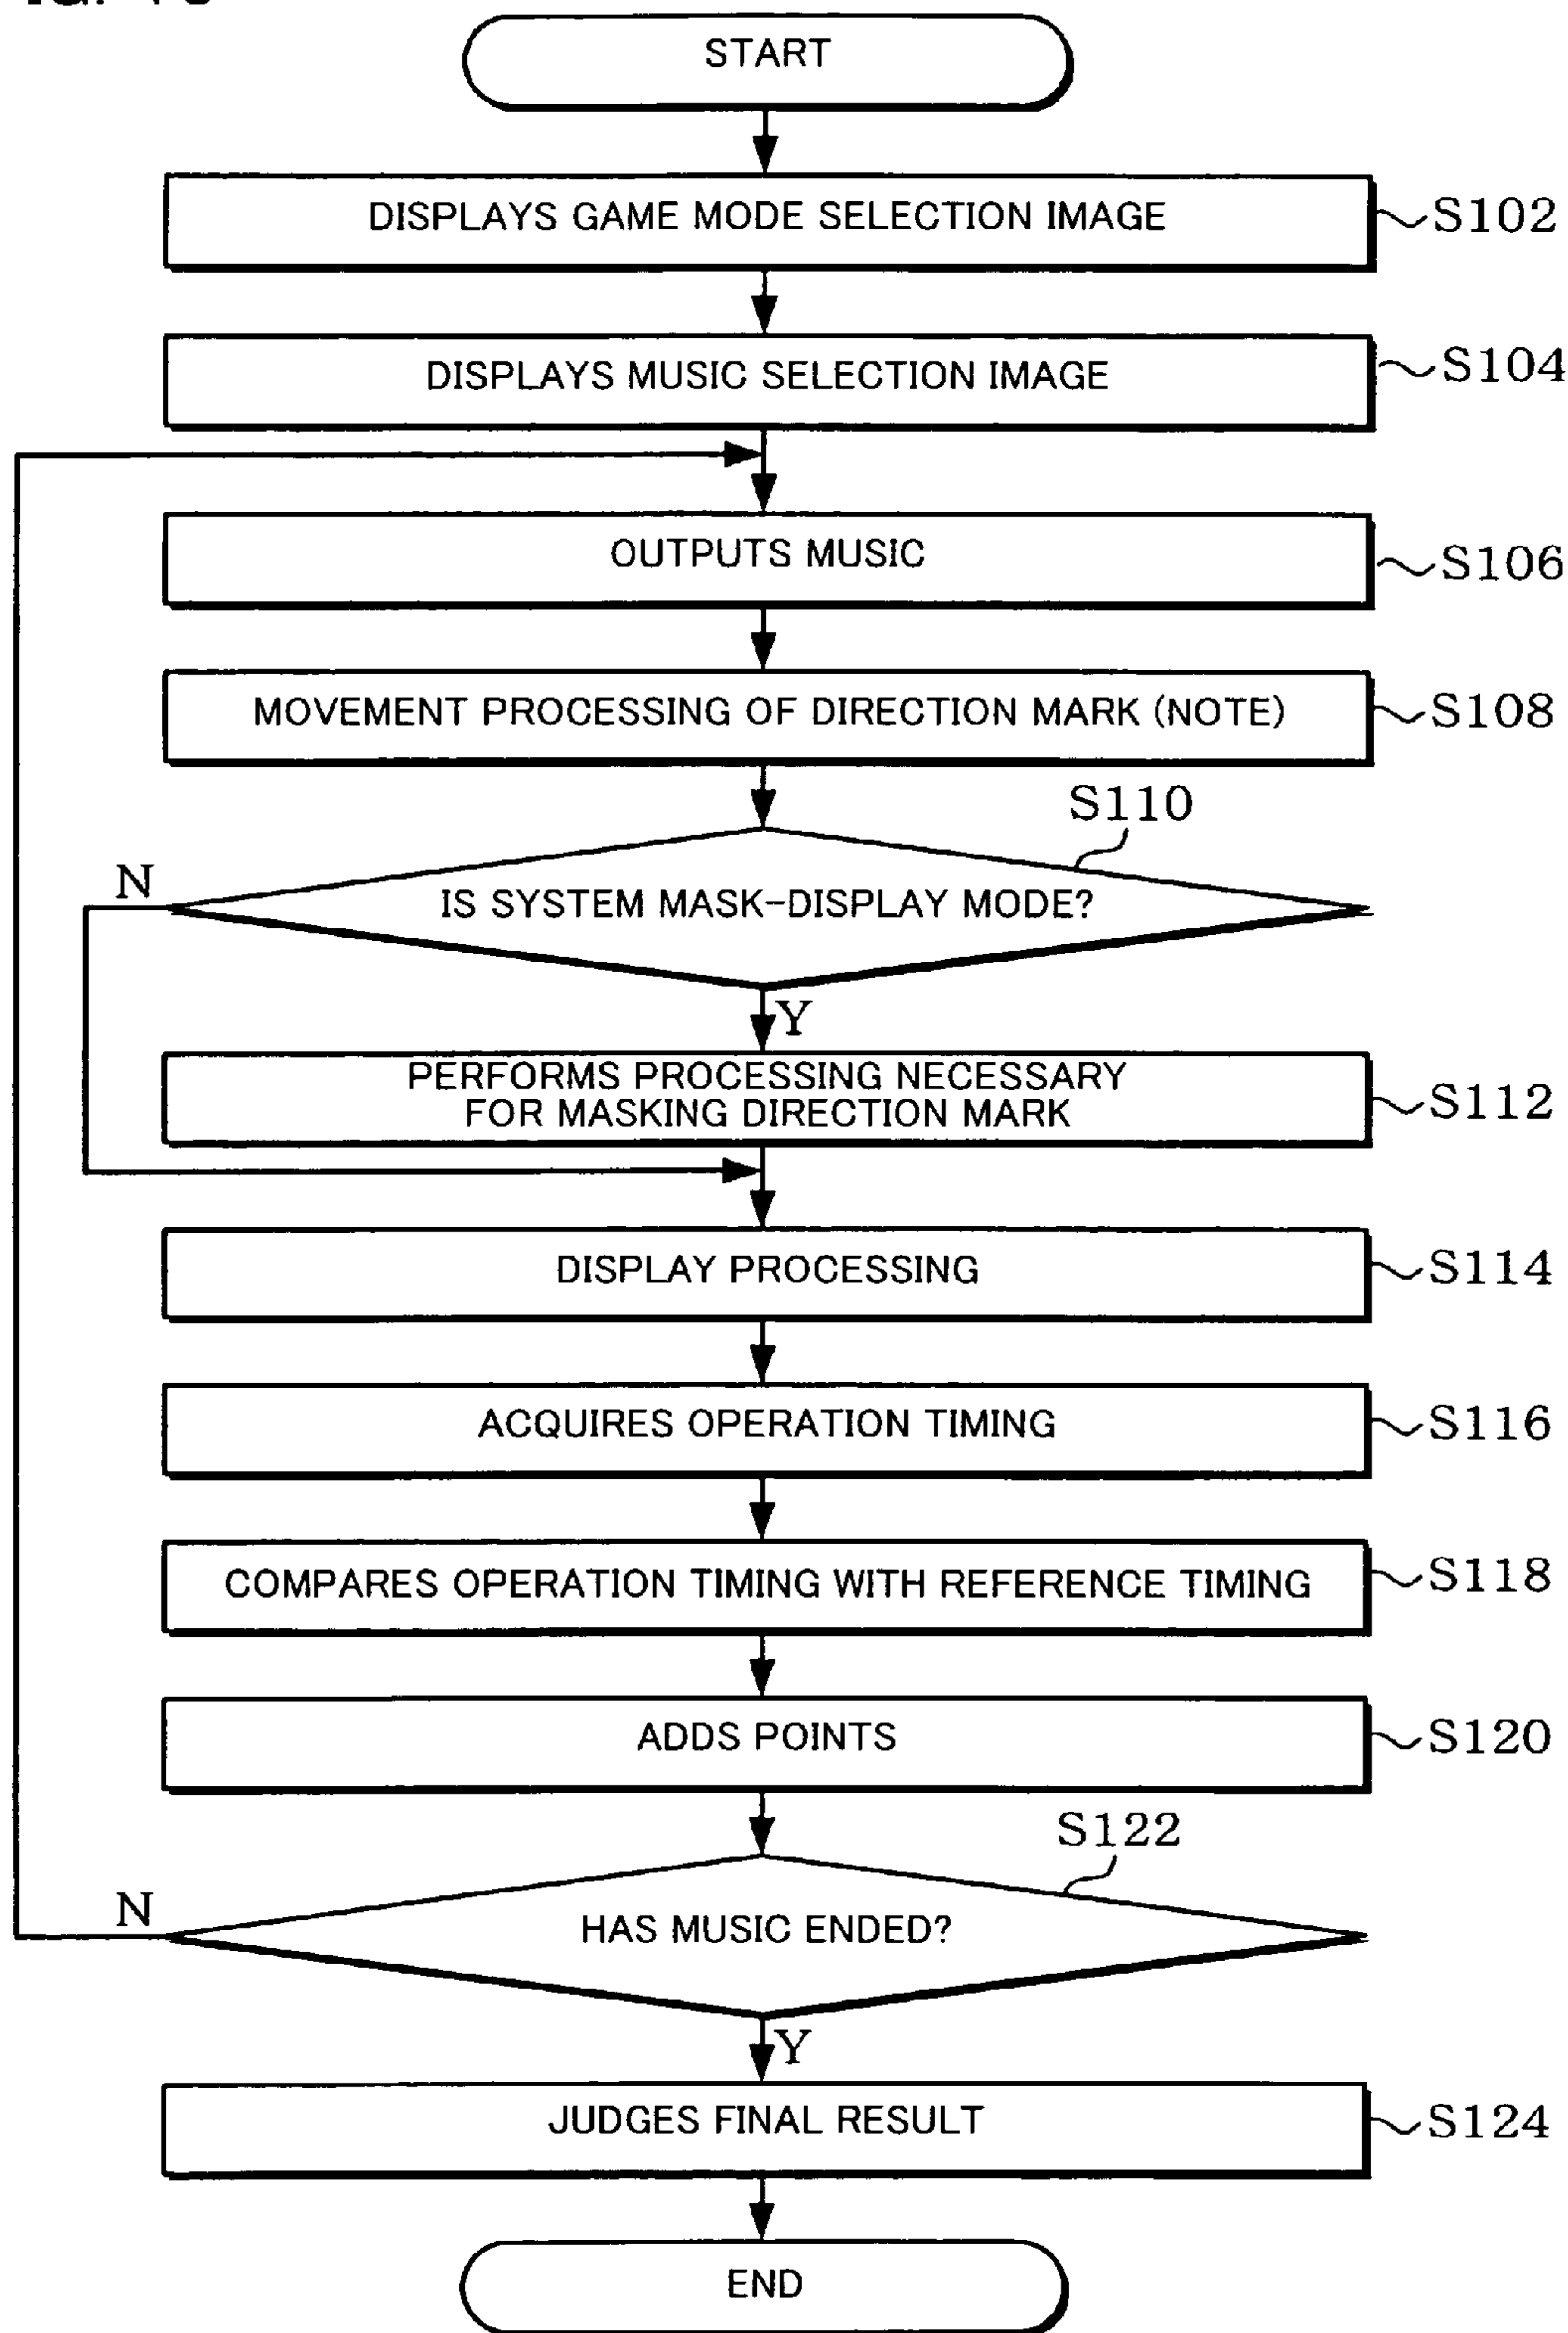 START
DISPLAYS GAME MODE SELECTION IMAGE
S102
DISPLAYS MUSIC SELECTION IMAGE
S104
OUTPUTS MUSIC
S106
MOVEMENT PROCESSING OF DIRECTION MARK (NOTE)
S108
S110
N
IS SYSTEM MASK-DISPLAY MODE?
Y
PERFORMS PROCESSING NECESSARY
FOR MASKING DIRECTION MARK
S112
DISPLAY PROCESSING
S114
ACQUIRES OPERATION TIMING
S116
COMPARES OPERATION TIMING WITH REFERENCE TIMING
S118
ADDS POINTS
S120
S122
N
HAS MUSIC ENDED?
Y
JUDGES FINAL RESULT
S124
END